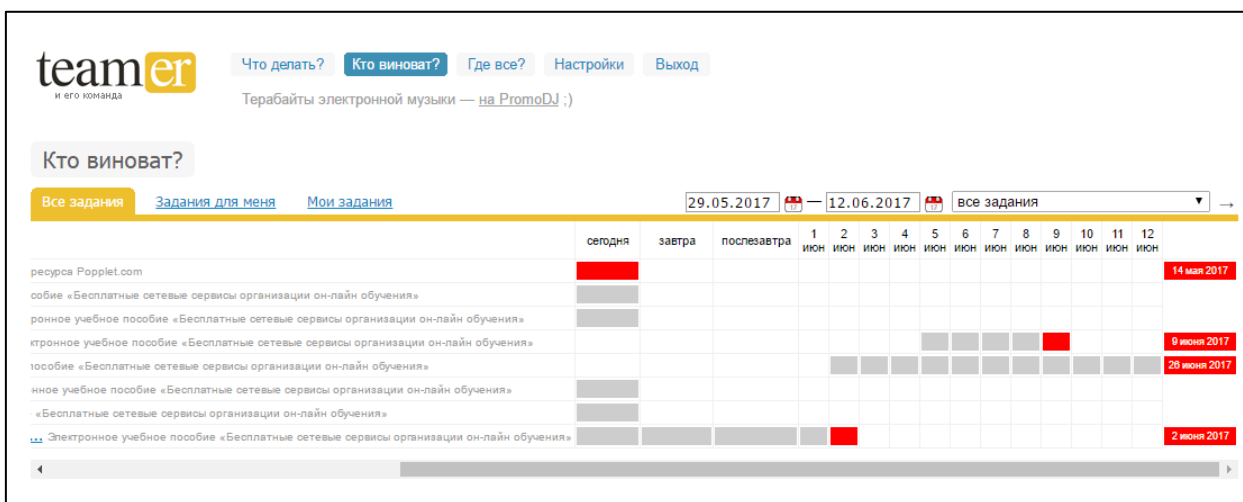 teamer
и его команда
Что делать? Кто виноват? Где все? Настройки Выход
Терабайты электронной музыки — на PromoDJ ;)
Кто виноват?
Все задания Задания для меня Мои задания 29.05.2017 17 — 12.06.2017 17 все задания ▼ →
сегодня завтра послезавтра 1 июн 2 июн 3 июн 4 июн 5 июн 6 июн 7 июн 8 июн 9 июн 10 июн 11 июн 12 июн
ресурса Popplet.com 14 мая 2017
собие «Бесплатные сетевые сервисы организации он-лайн обучения»
ронное учебное пособие «Бесплатные сетевые сервисы организации он-лайн обучения»
ктронное учебное пособие «Бесплатные сетевые сервисы организации он-лайн обучения» 9 июня 2017
пособие «Бесплатные сетевые сервисы организации он-лайн обучения» 26 июня 2017
нное учебное пособие «Бесплатные сетевые сервисы организации он-лайн обучения»
«Бесплатные сетевые сервисы организации он-лайн обучения»
... Электронное учебное пособие «Бесплатные сетевые сервисы организации он-лайн обучения» 2 июня 2017